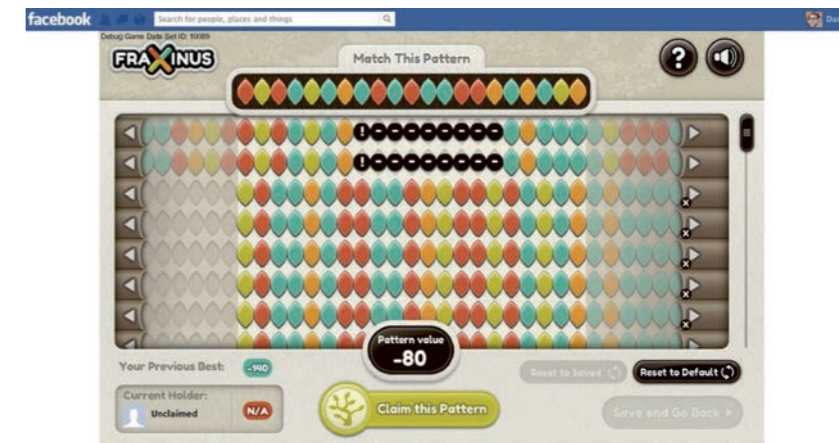 facebook
Search for people, places and things
Debug Game Data Set ID: 10089
FRAXINUS
Match This Pattern
?
Pattern value
-80
Your Previous Best: -140
Reset to Saved
Reset to Default
Current Holder:
Unclaimed
N/A
Claim this Pattern
Save and Go Back